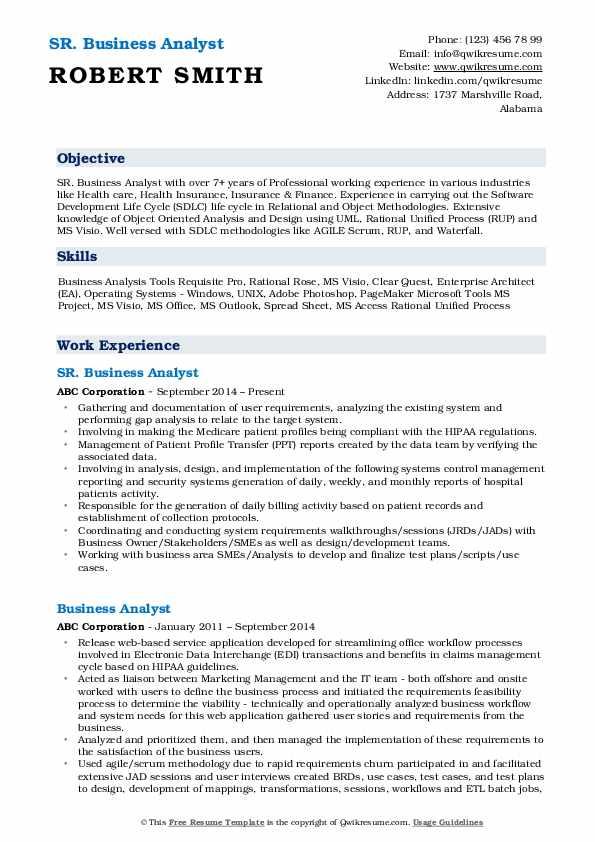 SR. Business Analyst
ROBERT SMITH
Phone: (123) 456 78 99
Email: info@qwikresume.com
Website: www.qwikresume.com
LinkedIn: linkedin.com/qwikresume
Address: 1737 Marshville Road,
Alabama
Objective
SR. Business Analyst with over 7+ years of Professional working experience in various industries
like Health care, Health Insurance, Insurance & Finance. Experience in carrying out the Software
Development Life Cycle (SDLC) life cycle in Relational and Object Methodologies. Extensive
knowledge of Object Oriented Analysis and Design using UML, Rational Unified Process (RUP) and
MS Visio. Well versed with SDLC methodologies like AGILE Scrum, RUP, and Waterfall.
Skills
Business Analysis Tools Requisite Pro, Rational Rose, MS Visio, Clear Quest, Enterprise Architect
(EA), Operating Systems - Windows, UNIX, Adobe Photoshop, PageMaker Microsoft Tools MS
Project, MS Visio, MS Office, MS Outlook, Spread Sheet, MS Access Rational Unified Process
Work Experience
SR. Business Analyst
ABC Corporation - September 2014 – Present
• Gathering and documentation of user requirements, analyzing the existing system and
performing gap analysis to relate to the target system.
• Involving in making the Medicare patient profiles being compliant with the HIPAA regulations.
• Management of Patient Profile Transfer (PPT) reports created by the data team by verifying the
associated data.
• Involving in analysis, design, and implementation of the following systems control management
reporting and security systems generation of daily, weekly, and monthly reports of hospital
patients activity.
• Responsible for the generation of daily billing activity based on patient records and
establishment of collection protocols.
• Coordinating and conducting system requirements walkthroughs/sessions (JRDs/JADs) with
Business Owner/Stakeholders/SMEs as well as design/development teams.
• Working with business area SMEs/Analysts to develop and finalize test plans/scripts/use
cases.
Business Analyst
ABC Corporation - January 2011 – September 2014
• Release web-based service application developed for streamlining office workflow processes
involved in Electronic Data Interchange (EDI) transactions and benefits in claims management
cycle based on HIPAA guidelines.
• Acted as liaison between Marketing Management and the IT team - both offshore and onsite
worked with users to define the business process and initiated the requirements feasibility
process to determine the viability - technically and operationally analyzed business workflow
and system needs for this web application gathered user stories and requirements from the
business.
• Analyzed and prioritized them, and then managed the implementation of these requirements to
the satisfaction of the business users.
• Used agile/scrum methodology due to rapid requirements churn participated in and facilitated
extensive JAD sessions and user interviews created BRDs, use cases, test cases, and test plans
to design, development of mappings, transformations, sessions, workflows and ETL batch jobs,
© This Free Resume Template is the copyright of Qwikresume.com. Usage Guidelines